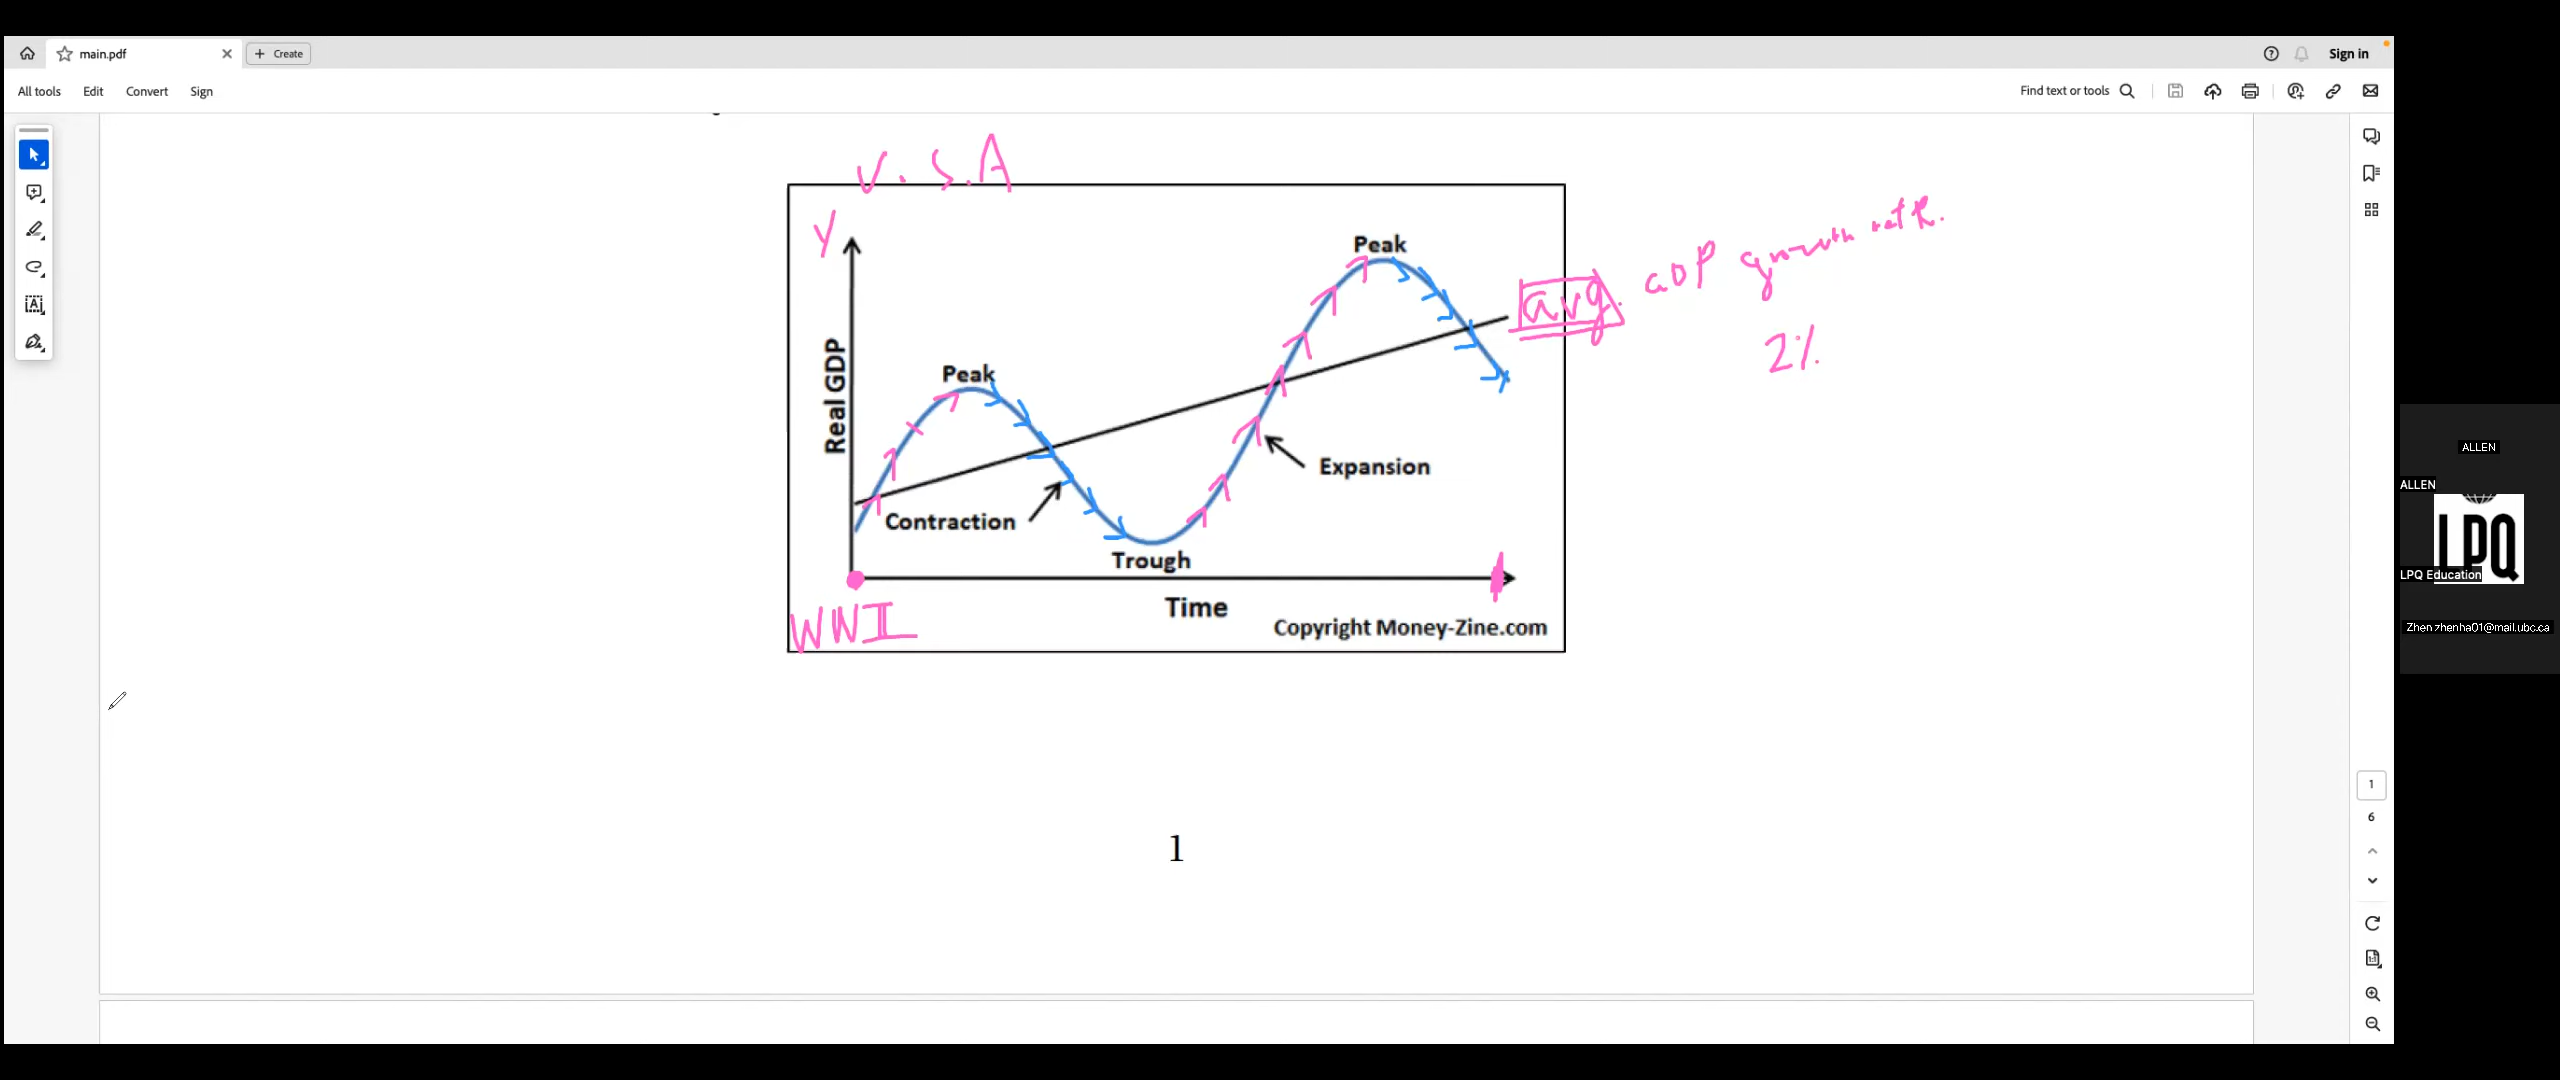 main.pdf
Create
Sign in
All tools
Edit
Convert
Sign
Find text or tools
U.S.A
Y
Peak
avg. GDP growth rate.
2%
Peak
Real GDP
Expansion
Contraction
Trough
WWII
Time
Copyright Money-Zine.com
1
1
6
ALLEN
ALLEN
LPQ
LPQ Education
Zhen zhenha01@mail.ubc.ca